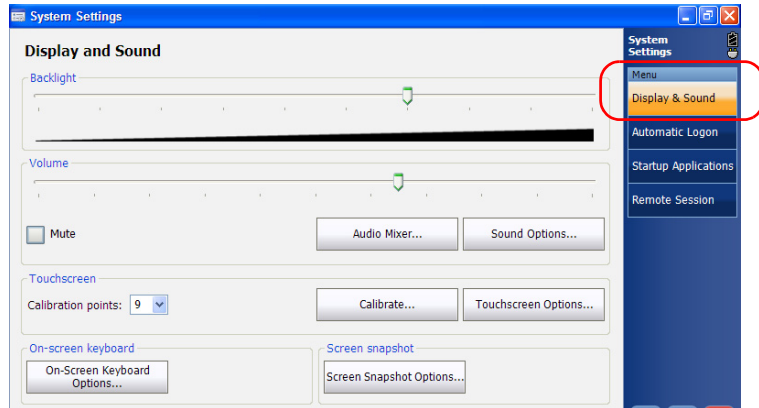 System Settings
Display and Sound
Backlight
Volume
Mute
Audio Mixer...
Sound Options...
Touchscreen
Calibration points: 9
Calibrate...
Touchscreen Options...
On-screen keyboard
On-Screen Keyboard
Options...
Screen snapshot
Screen Snapshot Options...
System
Settings
Menu
Display & Sound
Automatic Logon
Startup Applications
Remote Session